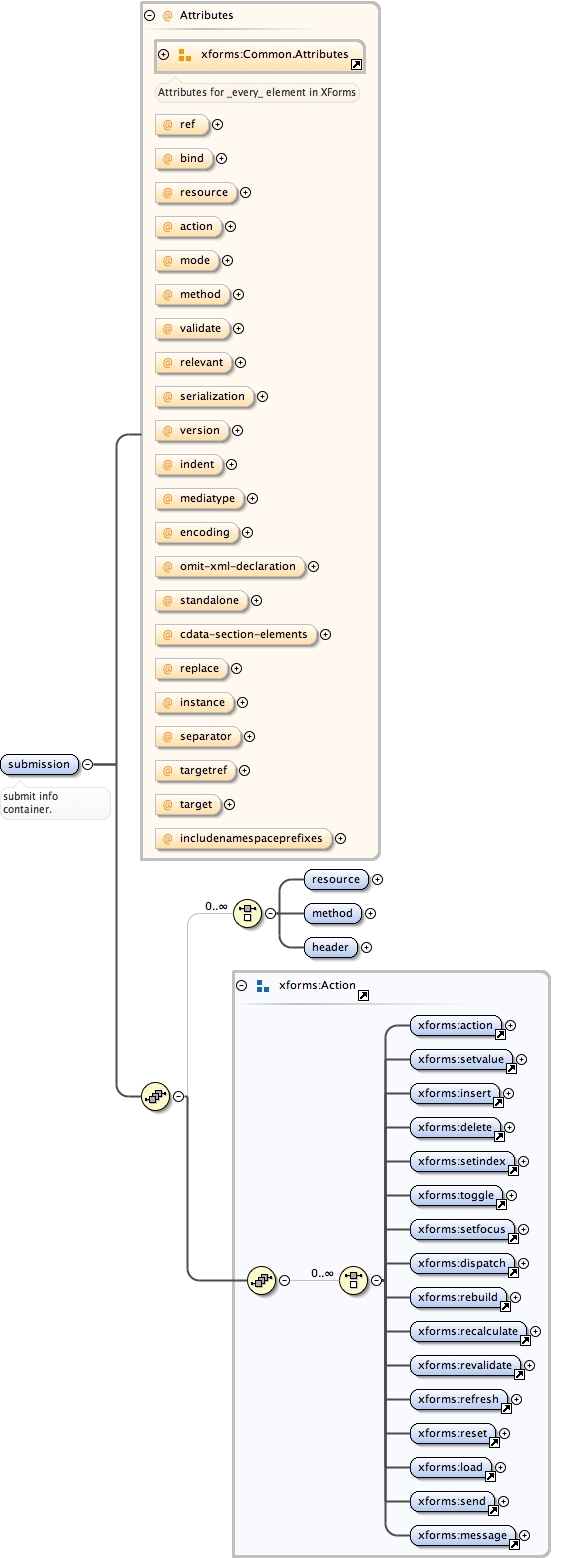 @ Attributes
xforms:Common.Attributes
Attributes for _every_ element in XForms
@ ref
@ bind
@ resource
@ action
@ mode
@ method
@ validate
@ relevant
@ serialization
@ version
@ indent
@ mediatype
@ encoding
@ omit-xml-declaration
@ standalone
@ cdata-section-elements
@ replace
@ instance
@ separator
@ targetref
@ target
@ includenamespaceprefixes
submission
submit info
container.
0..∞
resource
method
header
xforms:Action
0..∞
xforms:action
xforms:setvalue
xforms:insert
xforms:delete
xforms:setindex
xforms:toggle
xforms:setfocus
xforms:dispatch
xforms:rebuild
xforms:recalculate
xforms:revalidate
xforms:refresh
xforms:reset
xforms:load
xforms:send
xforms:message